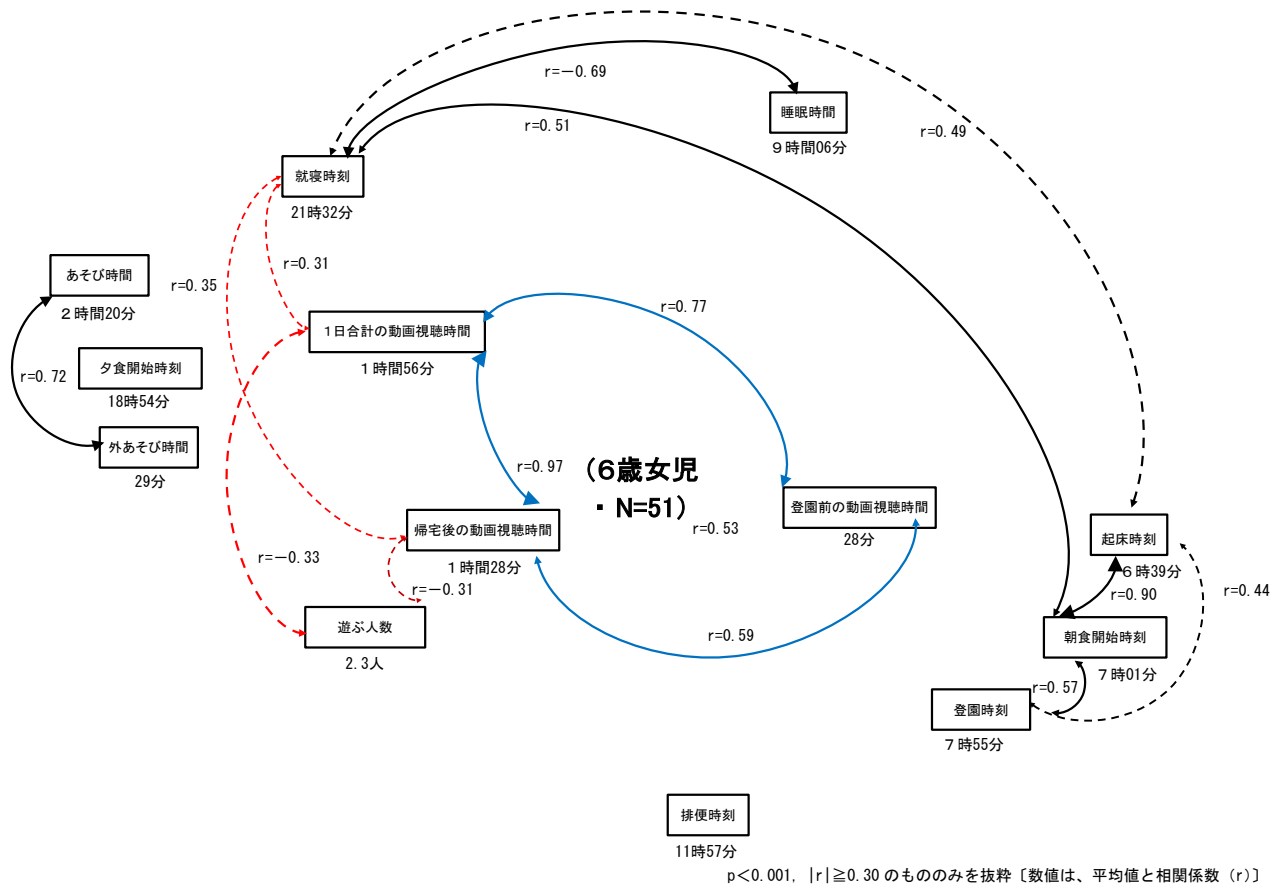 r=−0.69
睡眠時間
r=0.51
r=0.49
9時間06分
就寝時刻
21時32分
r=0.31
あそび時間
r=0.35
2時間20分
r=0.77
1日合計の動画視聴時間
1時間56分
夕食開始時刻
r=0.72
18時54分
外あそび時間
29分
(6歳女児
・N=51)
r=0.97
登園前の動画視聴時間
28分
帰宅後の動画視聴時間
r=0.53
1時間28分
起床時刻
6時39分
r=−0.33
r=−0.31
r=0.90
r=0.44
遊ぶ人数
2.3人
r=0.59
朝食開始時刻
7時01分
r=0.57
登園時刻
7時55分
排便時刻
11時57分
p<0.001, |r|≧0.30のもののみを抜粋〔数値は、平均値と相関係数(r)〕